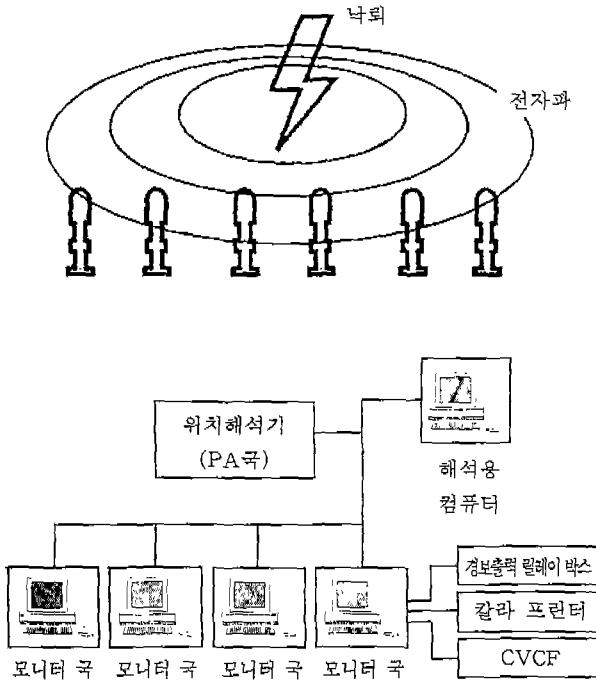 낙뢰
전자파
위치해석기
(PA국)
해석용
컴퓨터
경보출력 릴레이 박스
칼라 프린터
CVCF
모니터 국
모니터 국
모니터 국
모니터 국